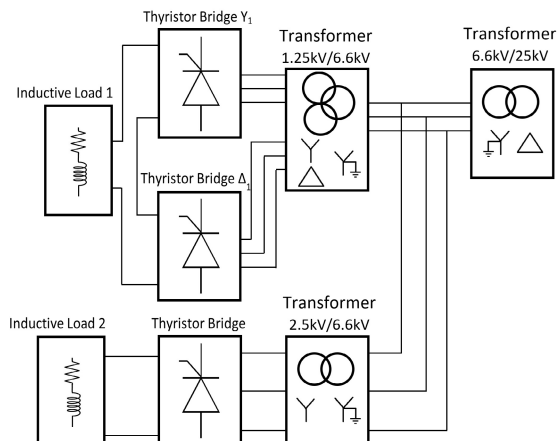 Thyristor Bridge Y₁
Transformer
1.25kV/6.6kV
Transformer
6.6kV/25kV
Inductive Load 1
Thyristor Bridge Δ₁
Transformer
2.5kV/6.6kV
Inductive Load 2
Thyristor Bridge